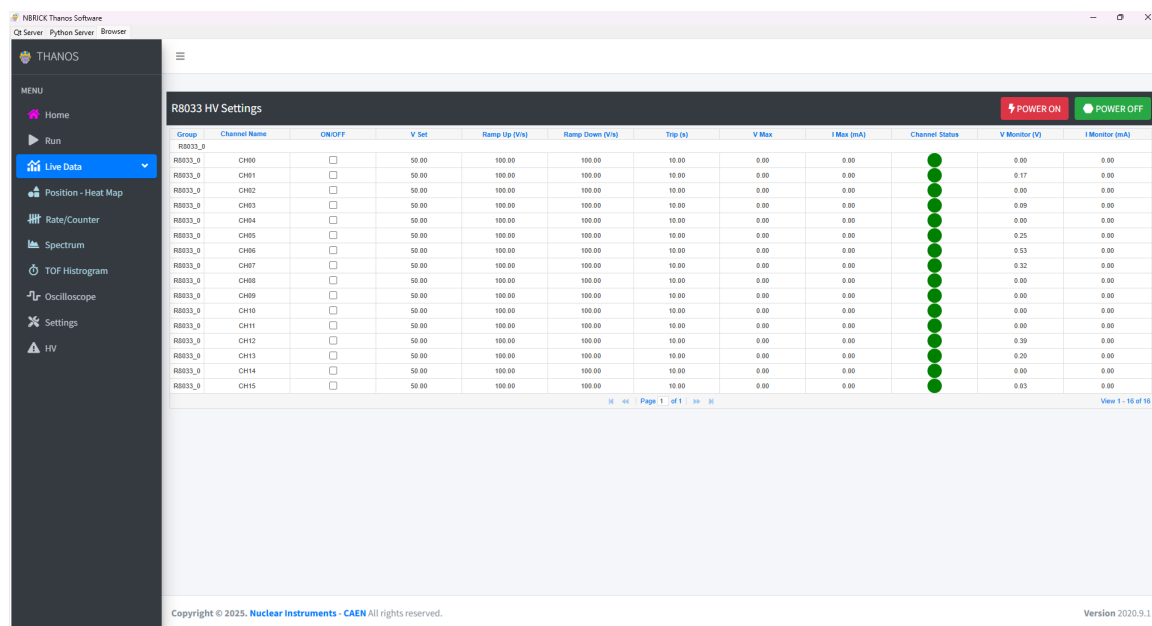 NBRICK Thanos Software
Qt Server Python Server Browser
THANOS
MENU
Home
Run
Live Data
Position - Heat Map
Rate/Counter
Spectrum
TOF Histrogram
Oscilloscope
Settings
HV
R8033 HV Settings
POWER ON POWER OFF
Group Channel Name ON/OFF V Set Ramp Up (V/s) Ramp Down (V/s) Trip (s) V Max I Max (mA) Channel Status V Monitor (V) I Monitor (mA)
R8033_0
R8033_0 CH00 50.00 100.00 100.00 10.00 0.00 0.00 0.00 0.00
R8033_0 CH01 50.00 100.00 100.00 10.00 0.00 0.00 0.17 0.00
R8033_0 CH02 50.00 100.00 100.00 10.00 0.00 0.00 0.00 0.00
R8033_0 CH03 50.00 100.00 100.00 10.00 0.00 0.00 0.09 0.00
R8033_0 CH04 50.00 100.00 100.00 10.00 0.00 0.00 0.00 0.00
R8033_0 CH05 50.00 100.00 100.00 10.00 0.00 0.00 0.25 0.00
R8033_0 CH06 50.00 100.00 100.00 10.00 0.00 0.00 0.53 0.00
R8033_0 CH07 50.00 100.00 100.00 10.00 0.00 0.00 0.32 0.00
R8033_0 CH08 50.00 100.00 100.00 10.00 0.00 0.00 0.00 0.00
R8033_0 CH09 50.00 100.00 100.00 10.00 0.00 0.00 0.00 0.00
R8033_0 CH10 50.00 100.00 100.00 10.00 0.00 0.00 0.00 0.00
R8033_0 CH11 50.00 100.00 100.00 10.00 0.00 0.00 0.00 0.00
R8033_0 CH12 50.00 100.00 100.00 10.00 0.00 0.00 0.39 0.00
R8033_0 CH13 50.00 100.00 100.00 10.00 0.00 0.00 0.20 0.00
R8033_0 CH14 50.00 100.00 100.00 10.00 0.00 0.00 0.00 0.00
R8033_0 CH15 50.00 100.00 100.00 10.00 0.00 0.00 0.03 0.00
Page 1 of 1 View 1 - 16 of 16
Copyright © 2025. Nuclear Instruments - CAEN All rights reserved. Version 2020.9.1